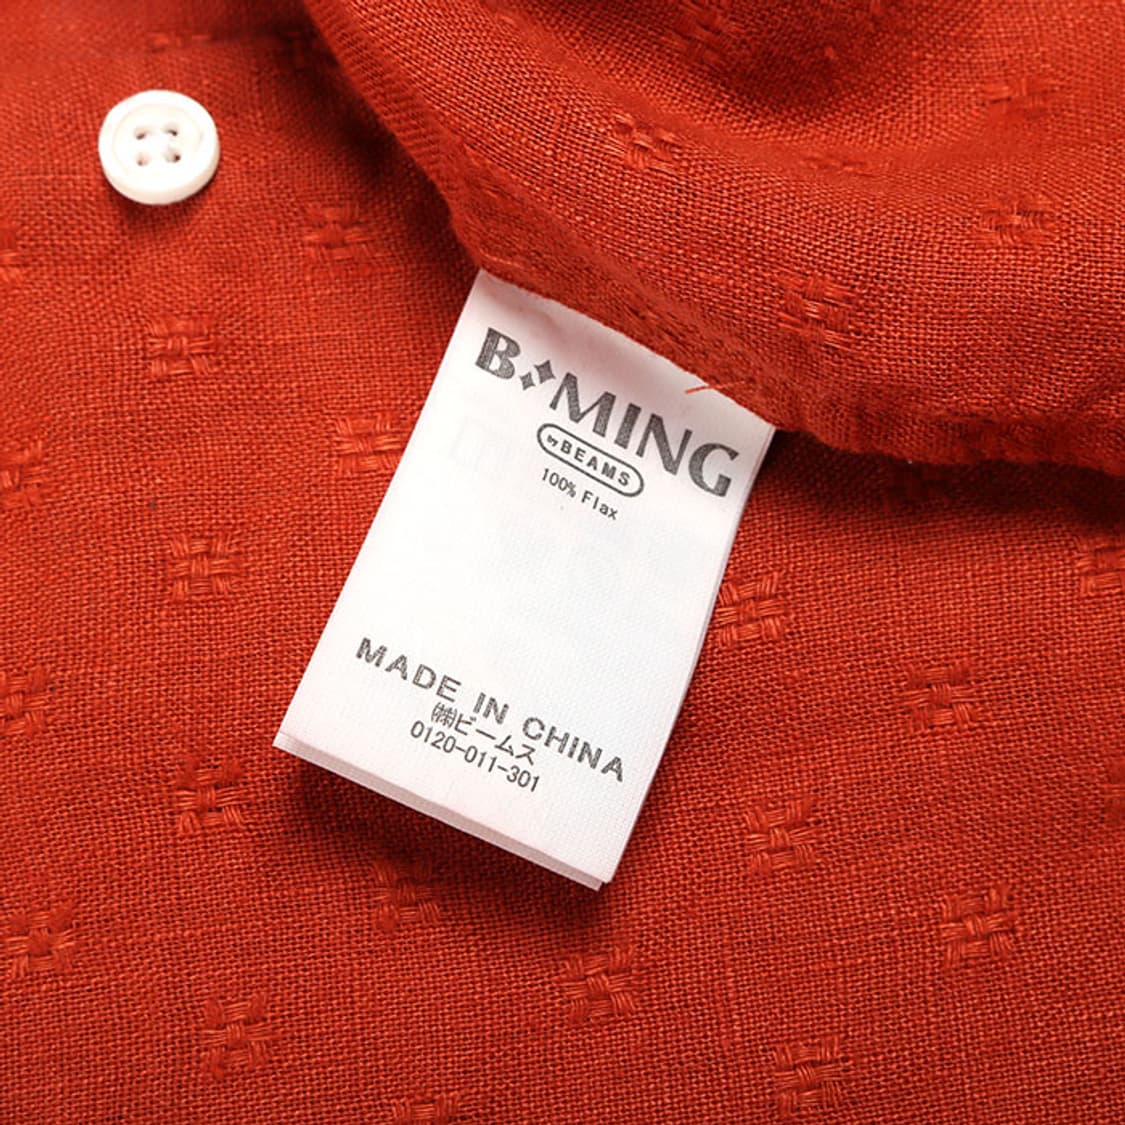 B✦MING
by BEAMS
100% Flax
MADE IN CHINA
㈱ビームス
0120-011-301